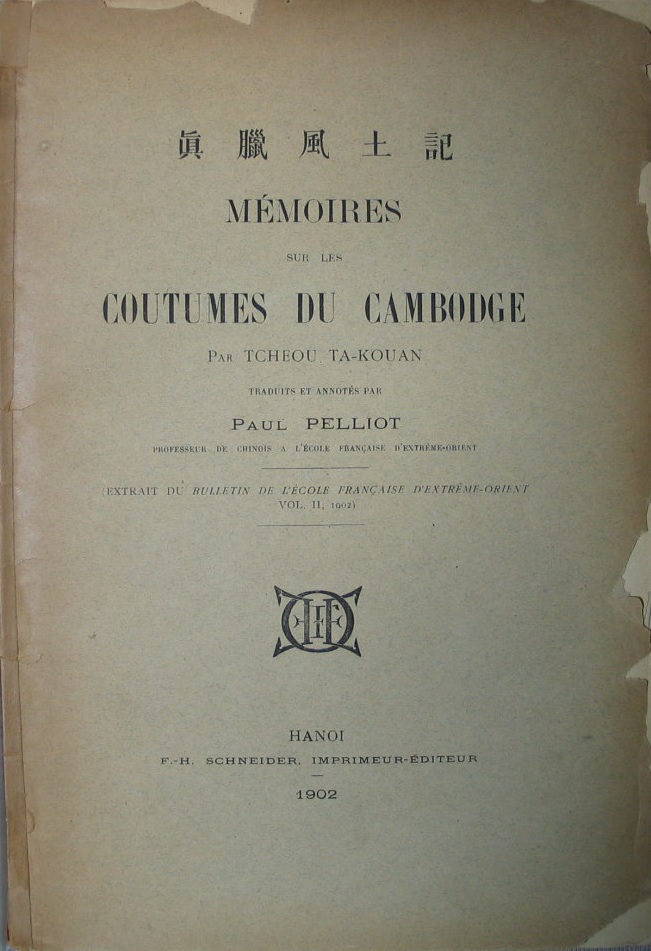 眞臘風土記
MÉMOIRES
SUR LES
COUTUMES DU CAMBODGE
PAR TCHEOU TA-KOUAN
TRADUITS ET ANNOTÉS PAR
PAUL PELLIOT
PROFESSEUR DE CHINOIS A L'ÉCOLE FRANÇAISE D'EXTRÊME-ORIENT
(EXTRAIT DU BULLETIN DE L'ÉCOLE FRANÇAISE D'EXTRÊME-ORIENT
VOL. II, 1902)
HANOI
F.-H. SCHNEIDER, IMPRIMEUR-ÉDITEUR
1902